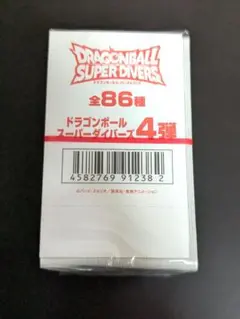 DRAGONBALL
SUPER DIVERS
全86種
ドラゴンボール
スーパーダイバーズ 4弾
4582769 91238 2